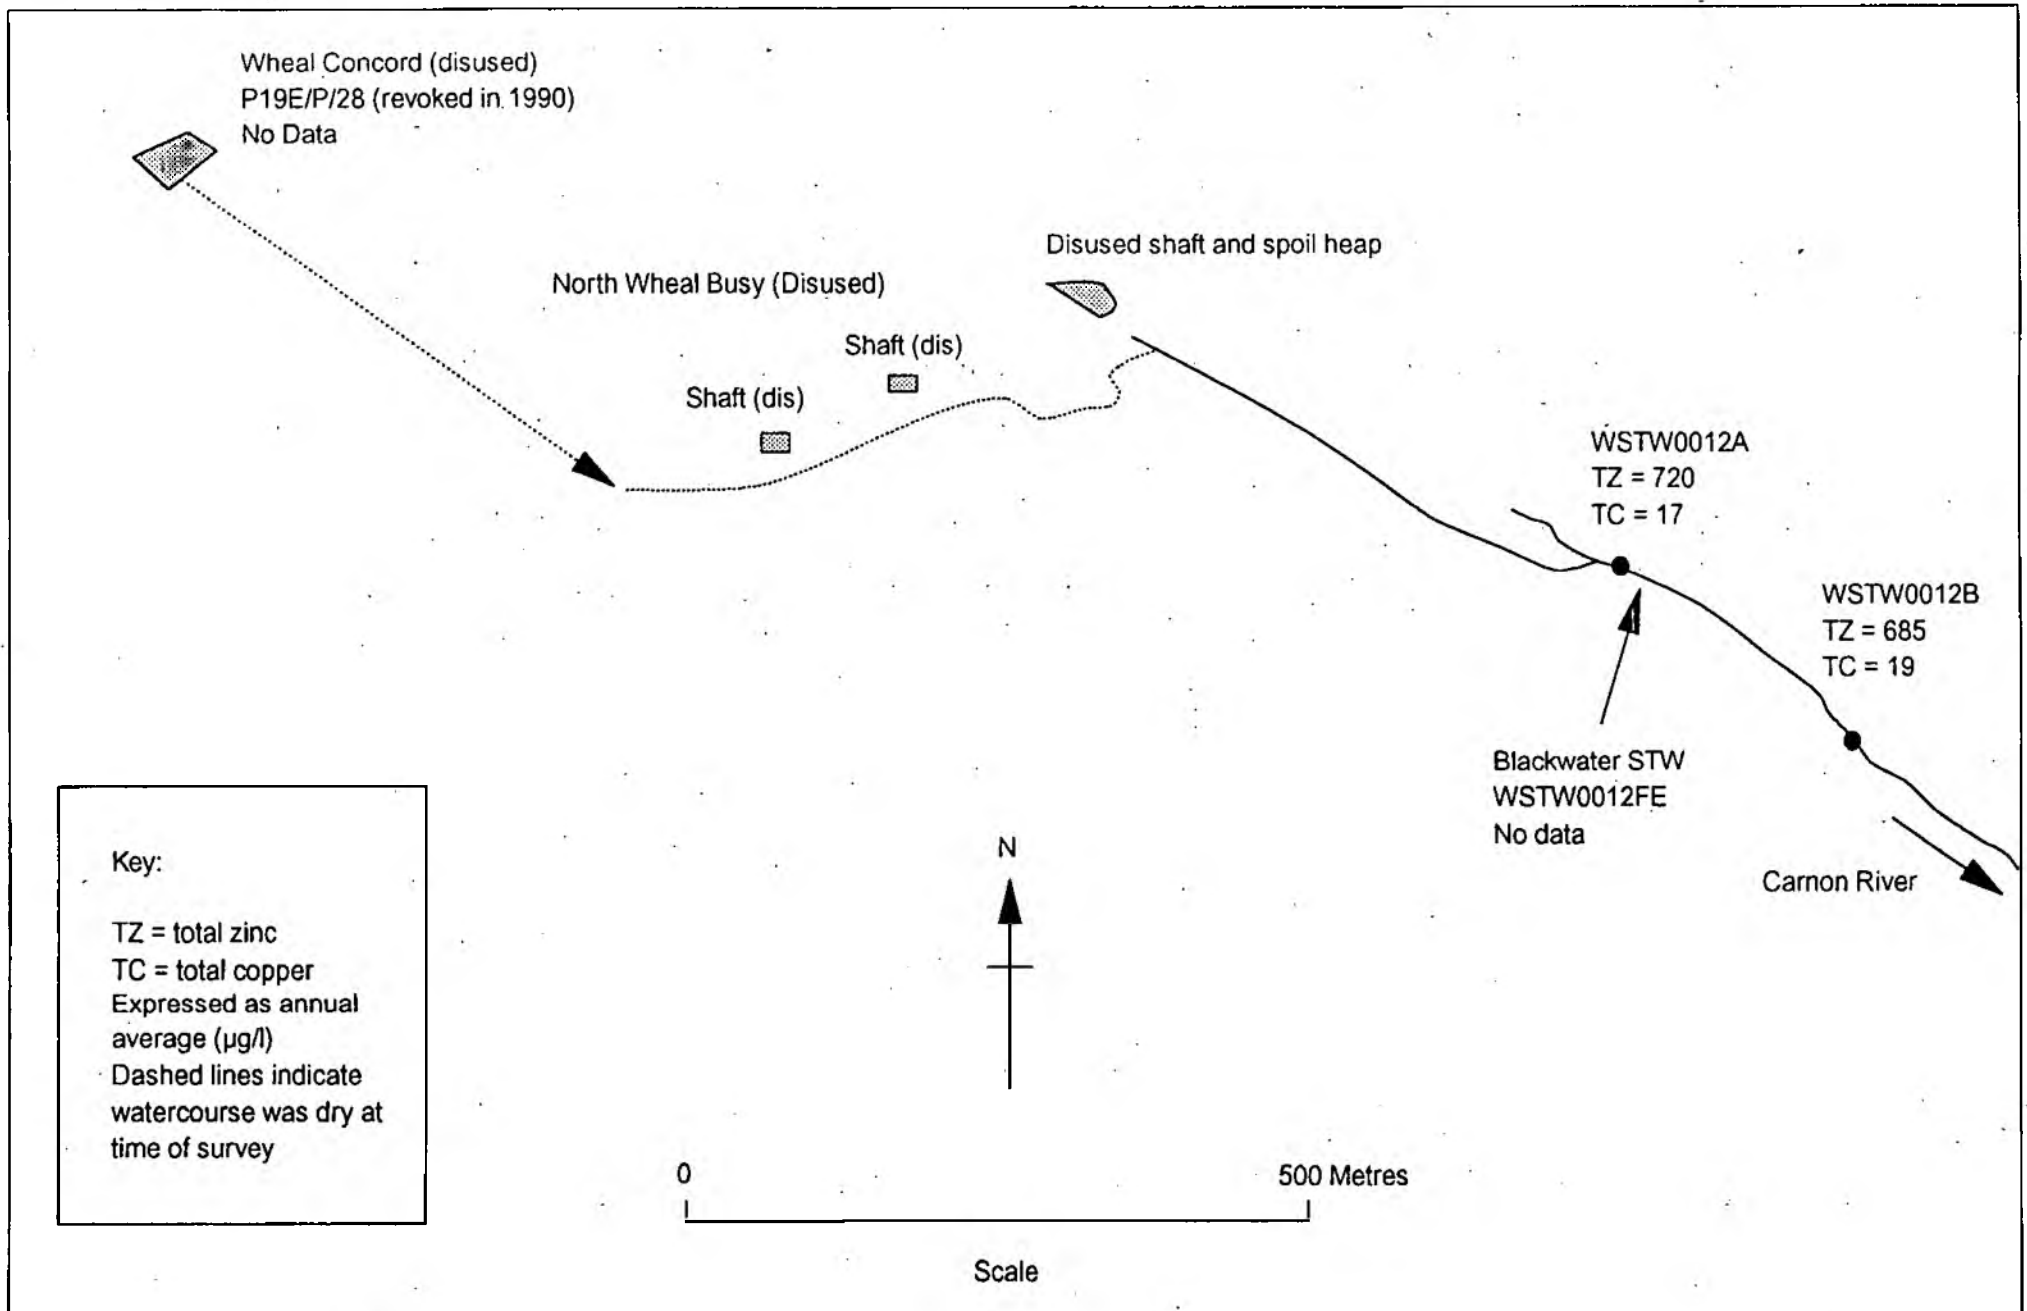 Wheal Concord (disused)
P19E/P/28 (revoked in 1990)
No Data
Disused shaft and spoil heap
North Wheal Busy (Disused)
Shaft (dis)
Shaft (dis)
WSTW0012A
TZ = 720
TC = 17
WSTW0012B
TZ = 685
TC = 19
Blackwater STW
WSTW0012FE
No data
Carnon River
N
Key:
TZ = total zinc
TC = total copper
Expressed as annual
average (µg/l)
Dashed lines indicate
watercourse was dry at
time of survey
0
500 Metres
Scale